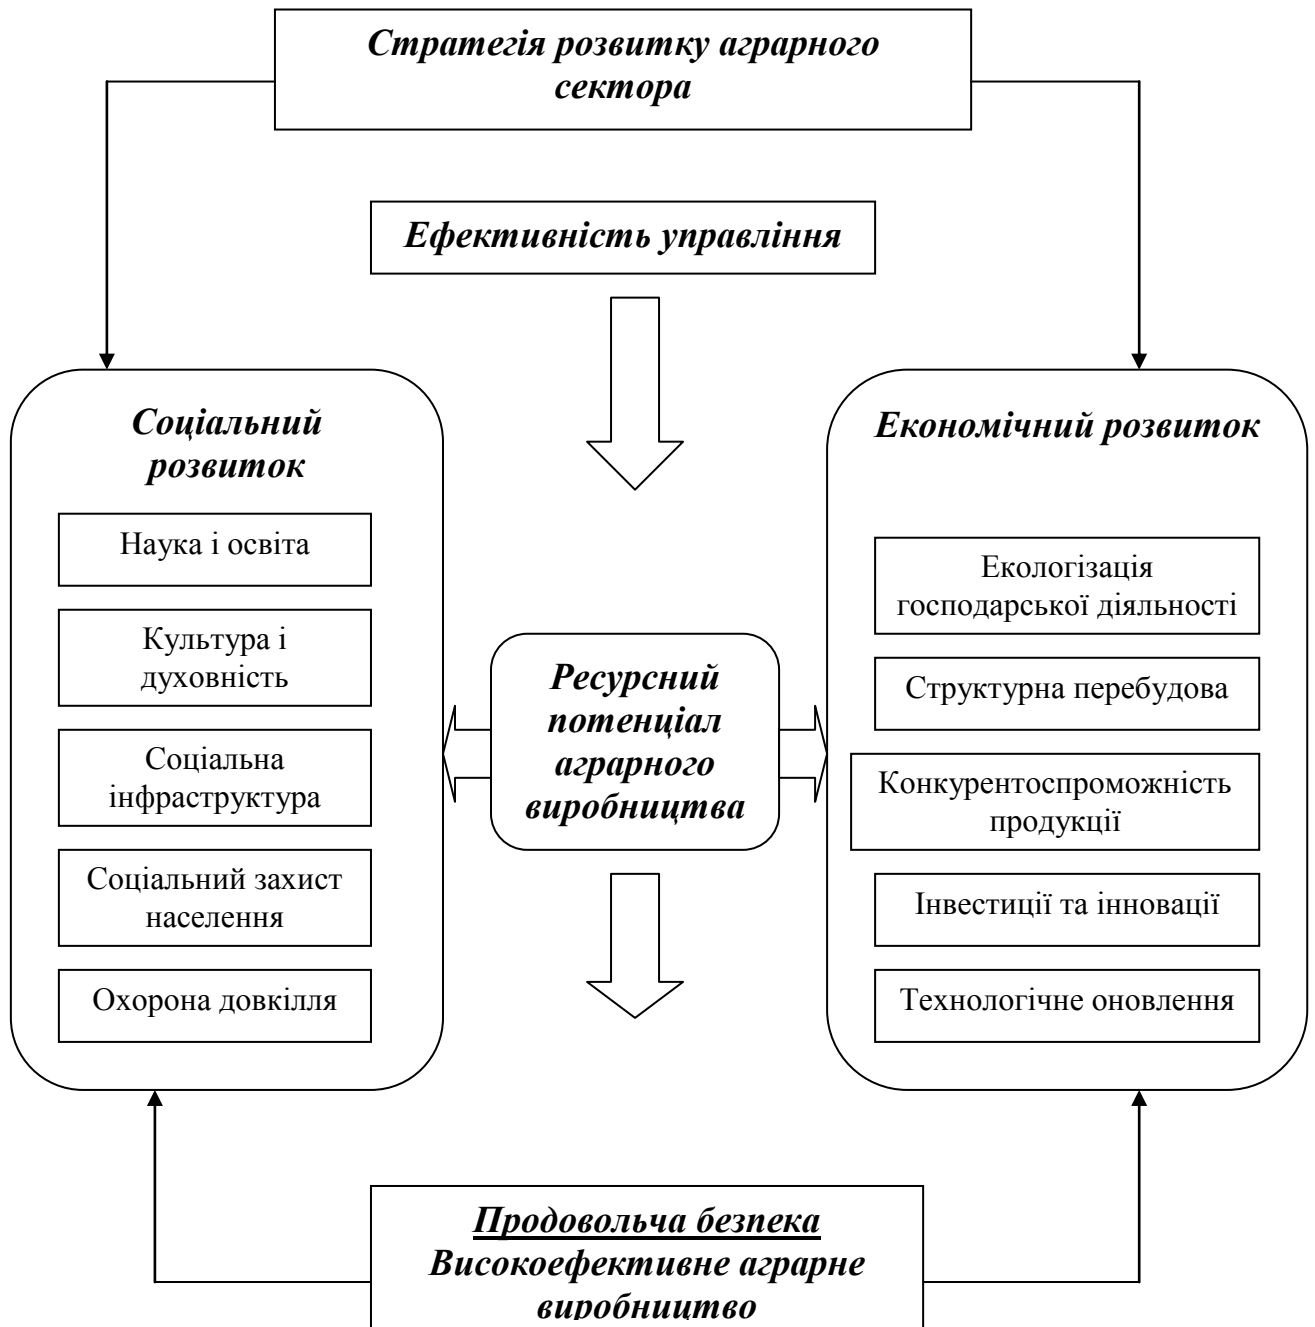 Стратегія розвитку аграрного
сектора
Ефективність управління
Соціальний
розвиток
Наука і освіта
Культура і
духовність
Соціальна
інфраструктура
Соціальний захист
населення
Охорона довкілля
Ресурсний
потенціал
аграрного
виробництва
Економічний розвиток
Екологізація
господарської діяльності
Структурна перебудова
Конкурентоспроможність
продукції
Інвестиції та інновації
Технологічне оновлення
Продовольча безпека
Високоефективне аграрне
виробництво